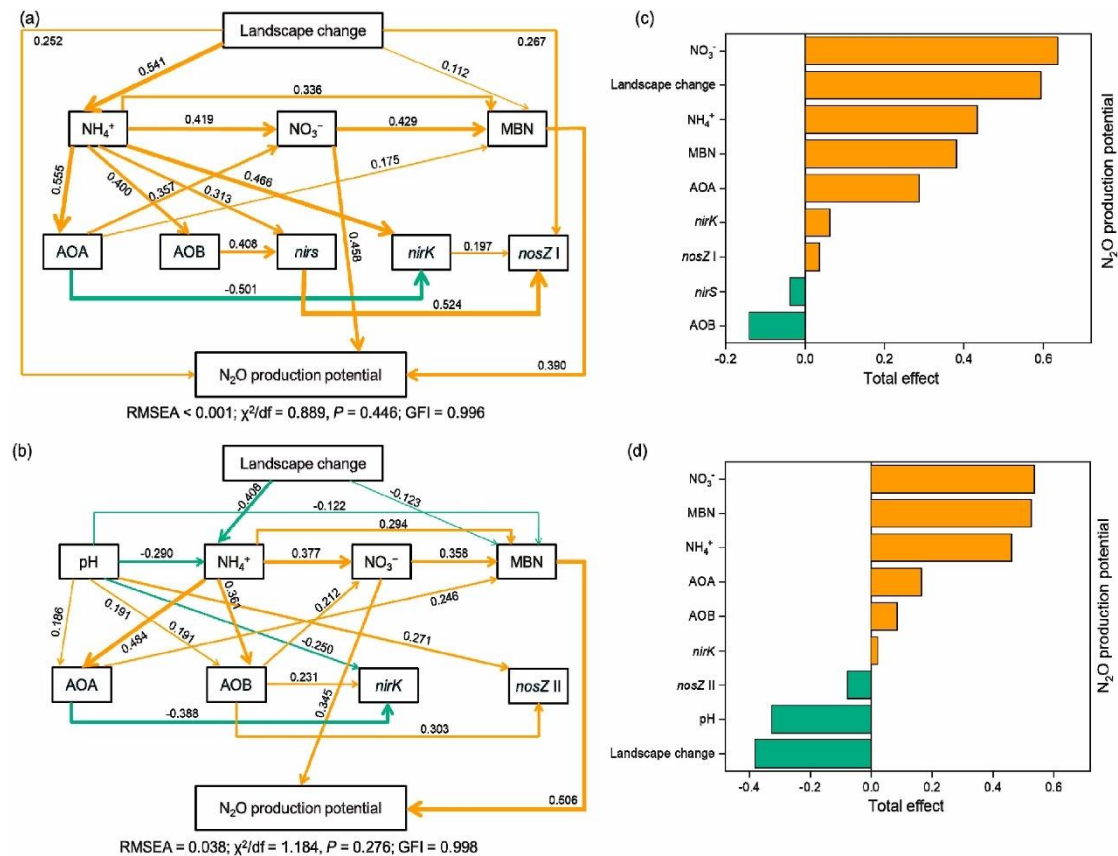 (a)
Landscape change
0.252
0.267
0.541
0.112
0.336
NH₄⁺
0.419
NO₃⁻
0.429
MBN
0.555
0.400
0.357
0.313
0.466
0.175
0.458
AOA
AOB
0.408
nirs
nirK
0.197
nosZ I
-0.501
0.524
N₂O production potential
0.390
RMSEA < 0.001; χ²/df = 0.889, P = 0.446; GFI = 0.996
(b)
Landscape change
-0.408
-0.123
-0.122
0.294
pH
-0.290
NH₄⁺
0.377
NO₃⁻
0.358
MBN
0.186
0.191
0.191
0.484
0.361
0.212
0.246
-0.250
0.271
0.345
AOA
AOB
0.231
nirK
nosZ II
-0.388
0.303
N₂O production potential
0.506
RMSEA = 0.038; χ²/df = 1.184, P = 0.276; GFI = 0.998
(c)
NO₃⁻
Landscape change
NH₄⁺
MBN
AOA
nirK
nosZ I
nirS
AOB
-0.2 0.0 0.2 0.4 0.6
Total effect
N₂O production potential
(d)
NO₃⁻
MBN
NH₄⁺
AOA
AOB
nirK
nosZ II
pH
Landscape change
-0.4 -0.2 0.0 0.2 0.4 0.6
Total effect
N₂O production potential